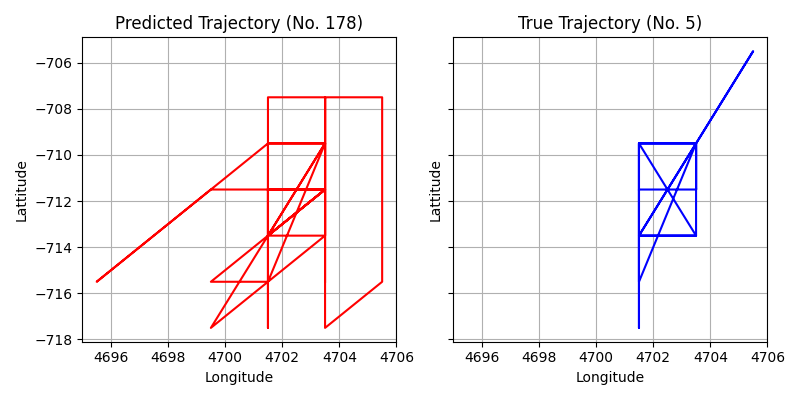 Predicted Trajectory (No. 178)
True Trajectory (No. 5)
−706
−708
−710
−712
−714
−716
−718
Lattitude
Lattitude
4696 4698 4700 4702 4704 4706
4696 4698 4700 4702 4704 4706
Longitude
Longitude